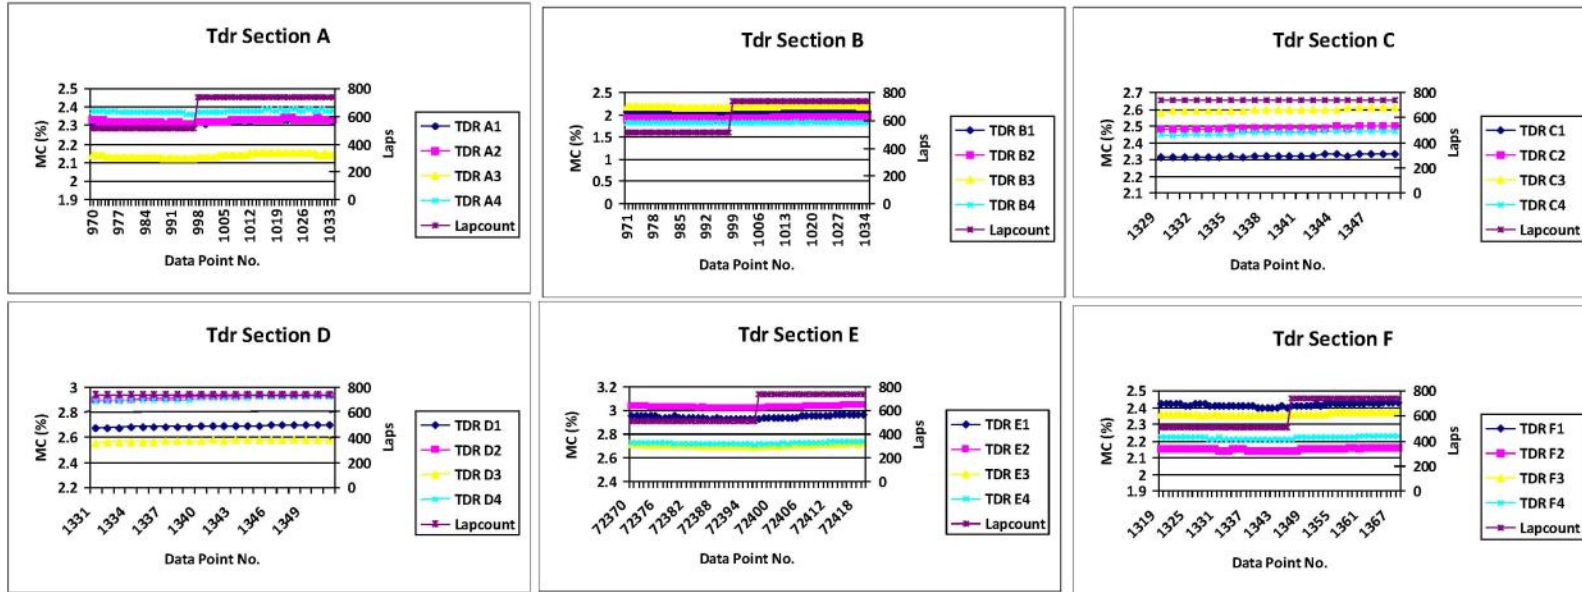 Tdr Section A
2.5
2.4
2.3
2.2
2.1
2
1.9
MC (%)
800
600
400
200
0
Laps
970
977
984
991
998
1005
1012
1019
1026
1033
Data Point No.
TDR A1
TDR A2
TDR A3
TDR A4
Lapcount
Tdr Section B
2.5
2
1.5
1
0.5
0
MC (%)
800
600
400
200
0
Laps
971
978
985
992
999
1006
1013
1020
1027
1034
Data Point No.
TDR B1
TDR B2
TDR B3
TDR B4
Lapcount
Tdr Section C
2.7
2.6
2.5
2.4
2.3
2.2
2.1
MC (%)
800
600
400
200
0
Laps
1329
1332
1335
1338
1341
1344
1347
Data Point No.
TDR C1
TDR C2
TDR C3
TDR C4
Lapcount
Tdr Section D
3
2.8
2.6
2.4
2.2
MC (%)
800
600
400
200
0
Laps
1331
1334
1337
1340
1343
1346
1349
Data Point No.
TDR D1
TDR D2
TDR D3
TDR D4
Lapcount
Tdr Section E
3.2
3
2.8
2.6
2.4
MC (%)
800
600
400
200
0
Laps
72370
72376
72382
72388
72394
72400
72406
72412
72418
Data Point No.
TDR E1
TDR E2
TDR E3
TDR E4
Lapcount
Tdr Section F
2.5
2.4
2.3
2.2
2.1
1.9
MC (%)
800
600
400
200
0
Laps
1319
1325
1331
1337
1343
1349
1355
1361
1367
Data Point No.
TDR F1
TDR F2
TDR F3
TDR F4
Lapcount